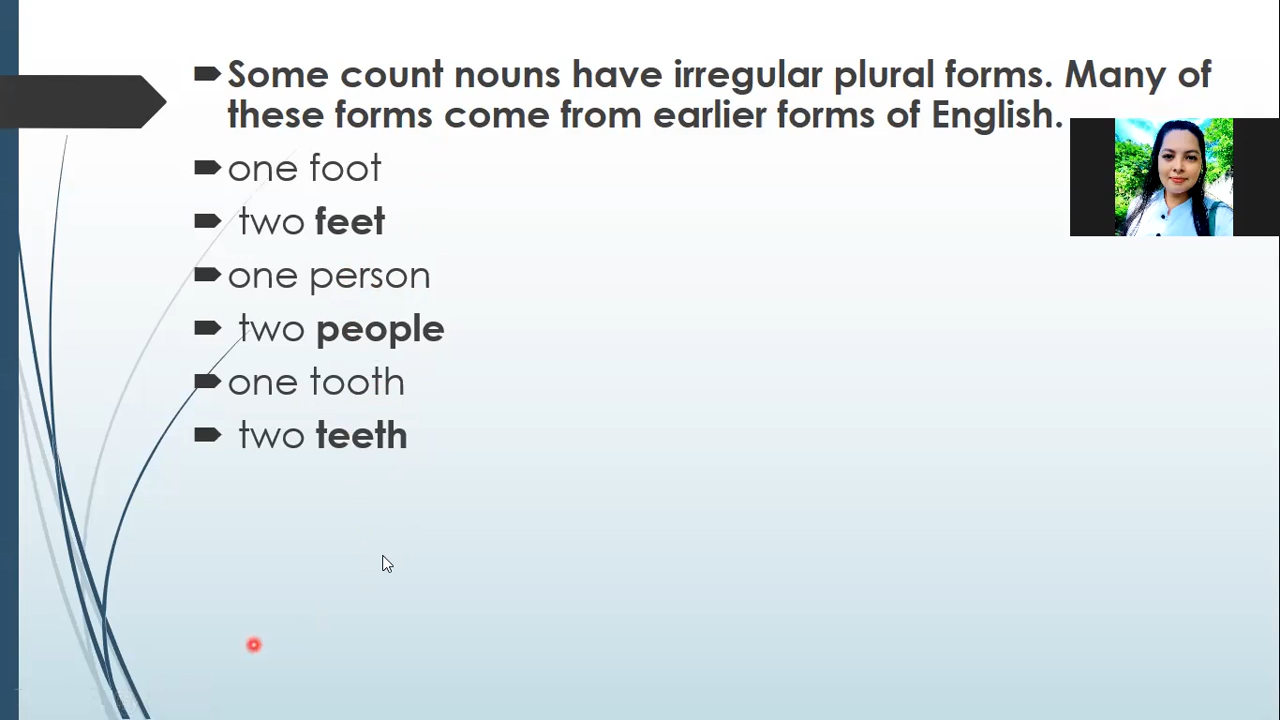 Some count nouns have irregular plural forms. Many of
these forms come from earlier forms of English.
one foot
two feet
one person
two people
one tooth
two teeth